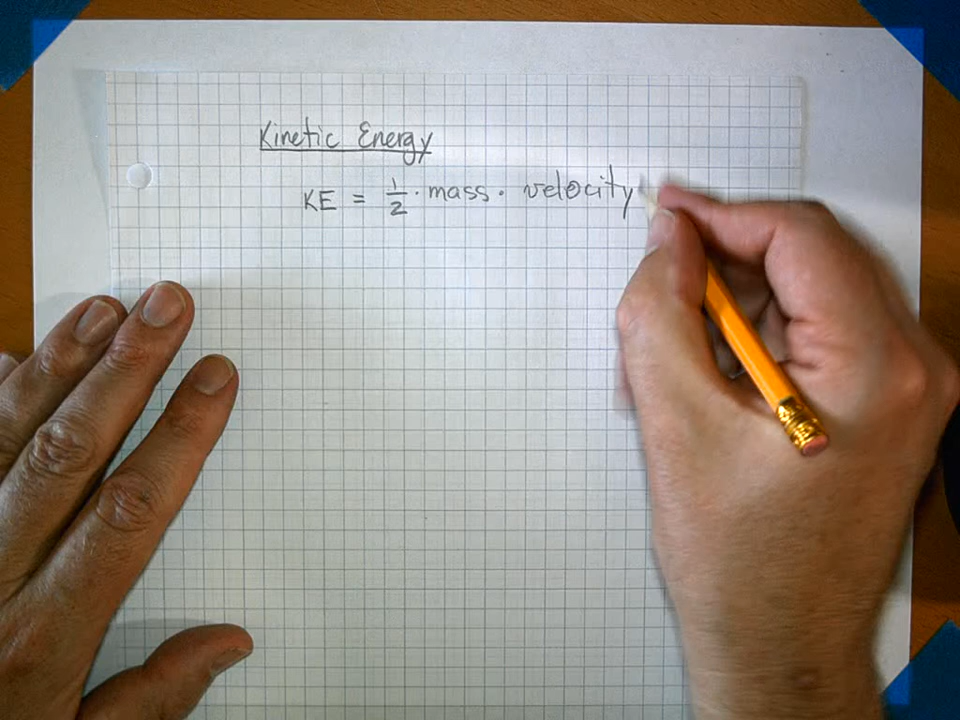 Kinetic Energy
KE = 1/2 · mass · velocity